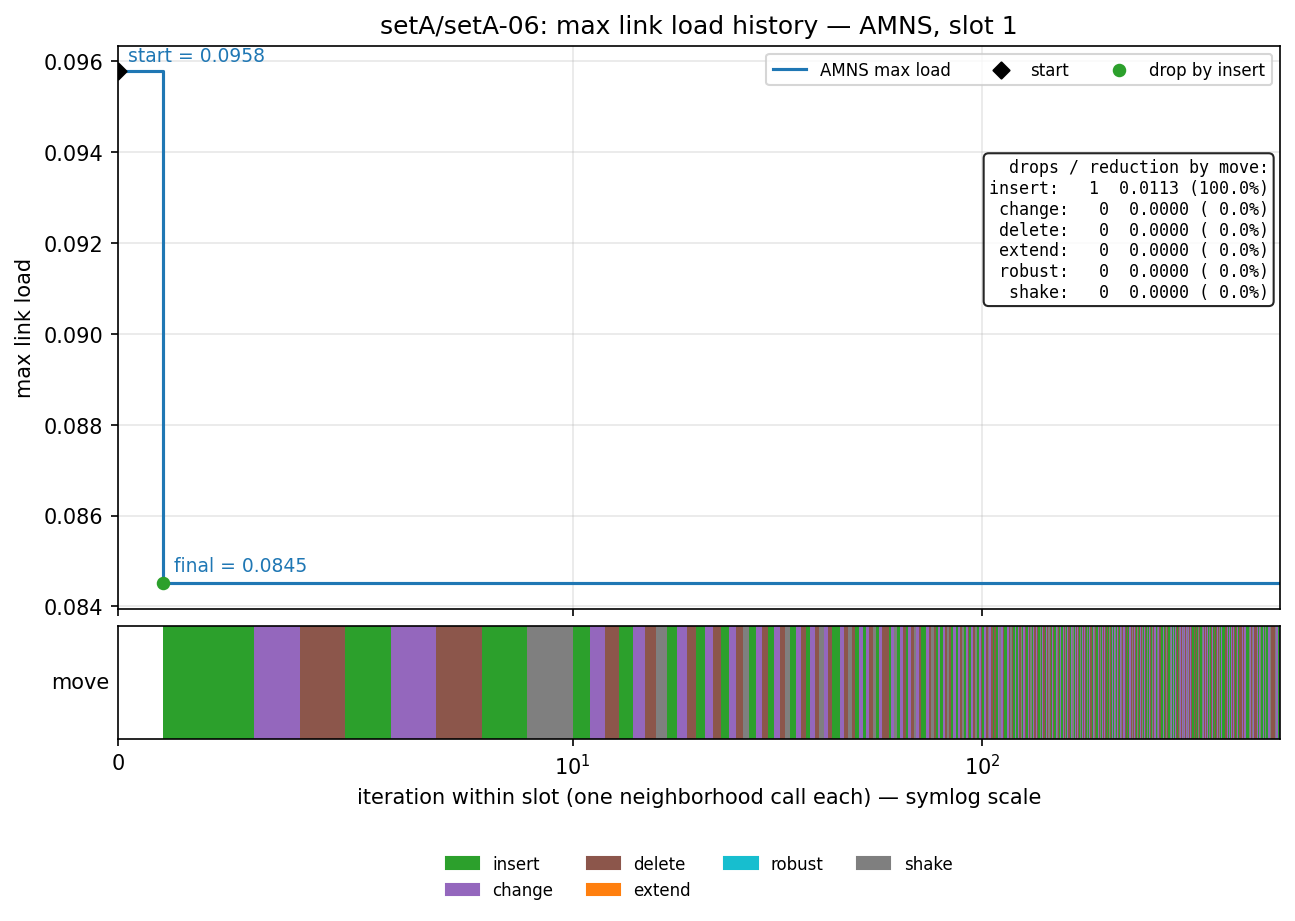 setA/setA-06: max link load history — AMNS, slot 1
start = 0.0958
AMNS max load
start
drop by insert
0.096
0.094
0.092
0.090
0.088
0.086
0.084
max link load
drops / reduction by move:
insert:   1  0.0113 (100.0%)
change:   0  0.0000 ( 0.0%)
delete:   0  0.0000 ( 0.0%)
extend:   0  0.0000 ( 0.0%)
robust:   0  0.0000 ( 0.0%)
shake:   0  0.0000 ( 0.0%)
final = 0.0845
move
0
10¹
10²
iteration within slot (one neighborhood call each) — symlog scale
insert
delete
robust
shake
change
extend